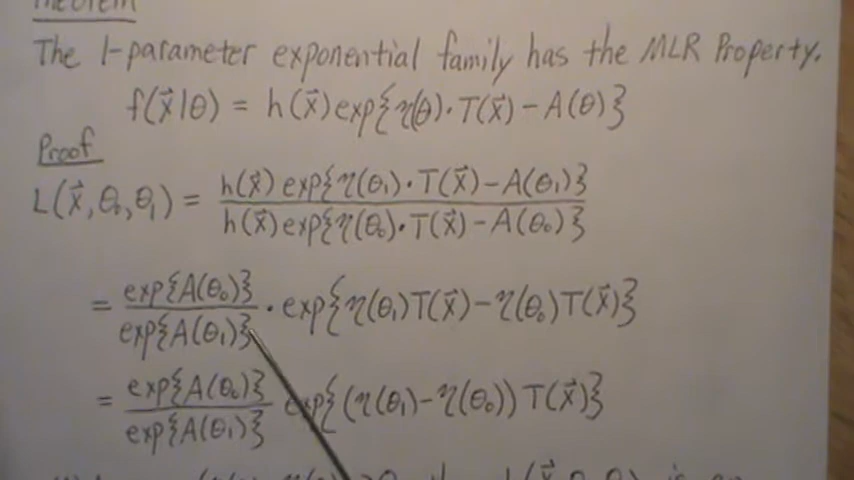 Theorem
The 1-parameter exponential family has the MLR Property.
f(x⃗|θ) = h(x⃗) exp{η(θ)·T(x⃗) − A(θ)}
Proof
L(x⃗, θ₀, θ₁) = h(x⃗) exp{η(θ₁)·T(x⃗) − A(θ₁)} / h(x⃗) exp{η(θ₀)·T(x⃗) − A(θ₀)}
= exp{A(θ₀)} / exp{A(θ₁)} · exp{η(θ₁)T(x⃗) − η(θ₀)T(x⃗)}
= exp{A(θ₀)} / exp{A(θ₁)} exp{(η(θ₁) − η(θ₀)) T(x⃗)}